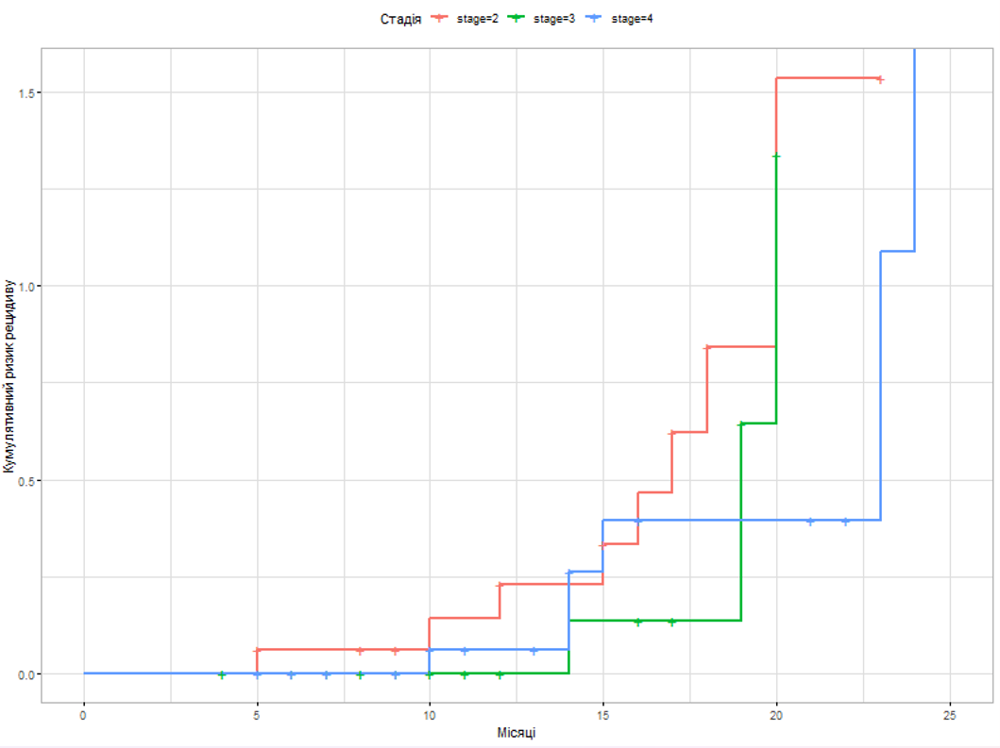 Стадія stage=2 stage=3 stage=4
Кумулятивний ризик рецидиву
1.5
1.0
0.5
0.0
0 5 10 15 20 25
Місяці